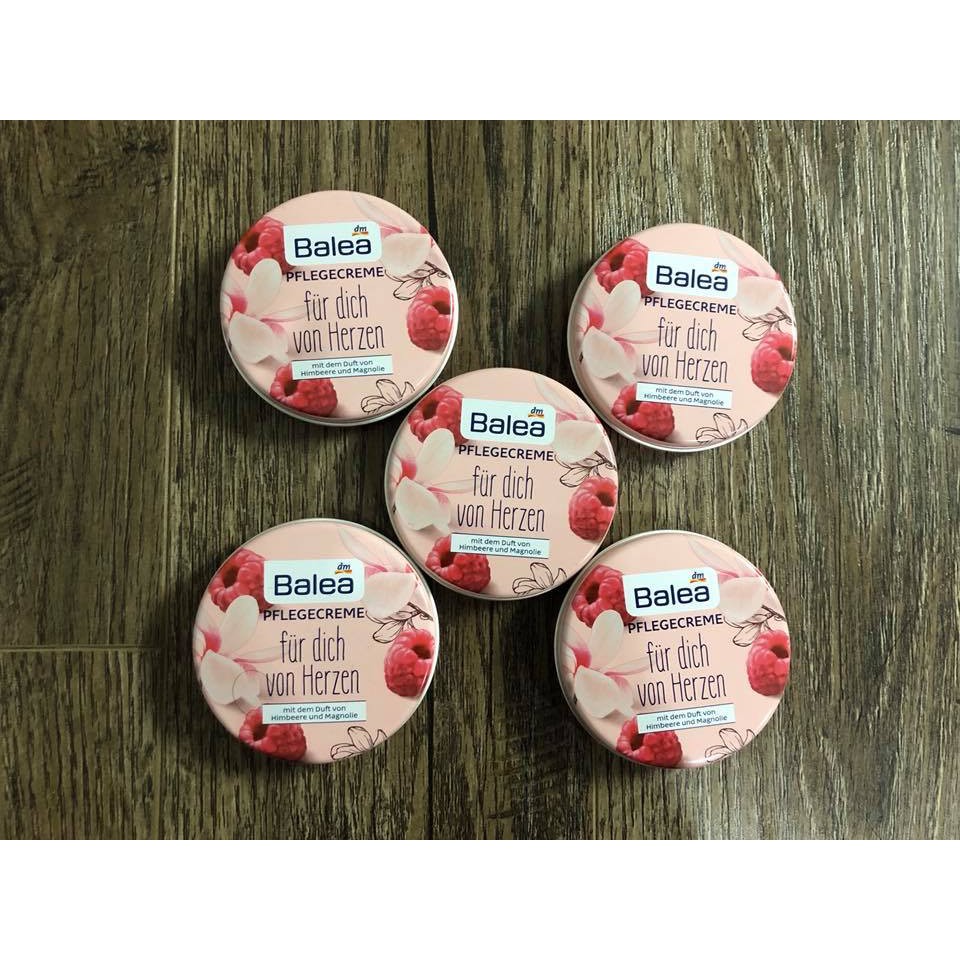 dm
Balea
PFLEGECREME
für dich
von Herzen
mit dem Duft von
Himbeere und Magnolie
dm
Balea
PFLEGECREME
für dich
von Herzen
mit dem Duft von
Himbeere und Magnolie
dm
Balea
PFLEGECREME
für dich
von Herzen
mit dem Duft von
Himbeere und Magnolie
dm
Balea
PFLEGECREME
für dich
von Herzen
mit dem Duft von
Himbeere und Magnolie
dm
Balea
PFLEGECREME
für dich
von Herzen
mit dem Duft von
Himbeere und Magnolie